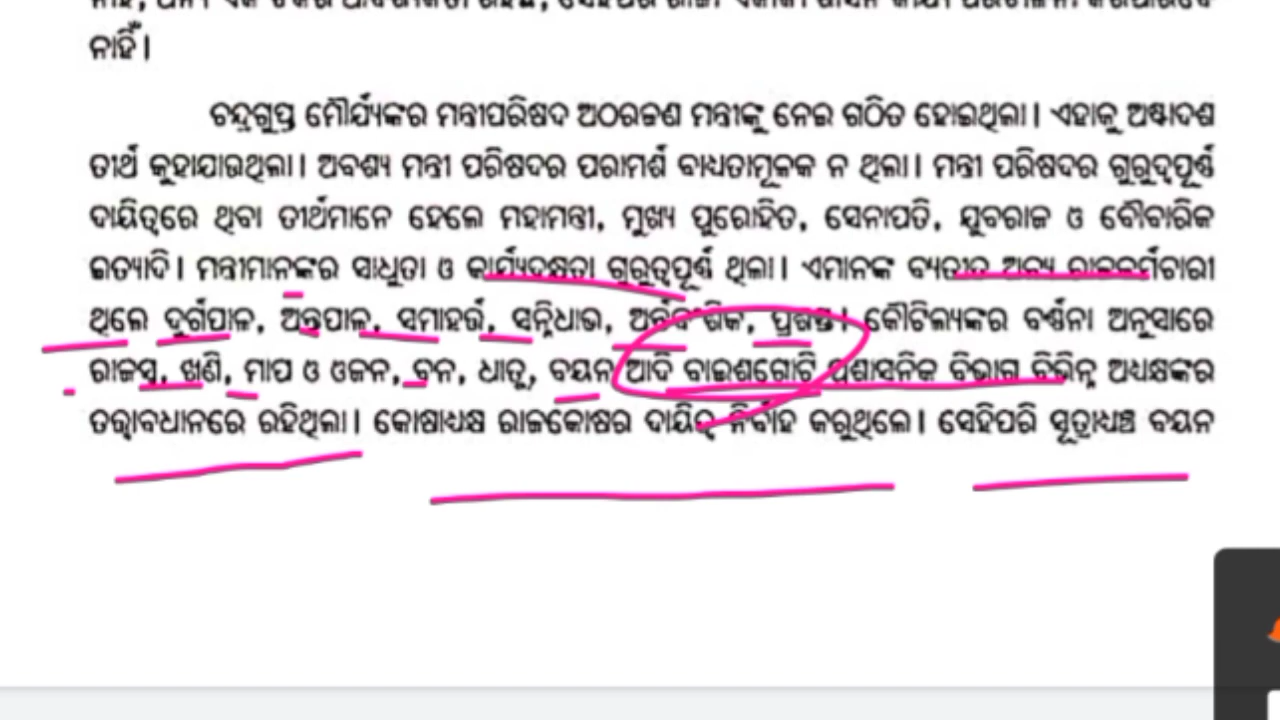 ନାହିଁ।
ଚନ୍ଦ୍ରଗୁପ୍ତ ମୌର୍ଯ୍ୟଙ୍କର ମନ୍ତ୍ରୀପରିଷଦ ଅଠରଜଣ ମନ୍ତ୍ରୀଙ୍କୁ ନେଇ ଗଠିତ ହୋଇଥିଲା। ଏହାକୁ ଅଷ୍ଟାଦଶ
ତୀର୍ଥ କୁହାଯାଉଥିଲା। ଅବଶ୍ୟ ମନ୍ତ୍ରୀ ପରିଷଦର ପରାମର୍ଶ ବାଧ୍ୟତାମୂଳକ ନ ଥିଲା। ମନ୍ତ୍ରୀ ପରିଷଦର ଗୁରୁତ୍ୱପୂର୍ଣ୍ଣ
ଦାୟିତ୍ୱରେ ଥିବା ତୀର୍ଥମାନେ ହେଲେ ମହାମନ୍ତ୍ରୀ, ମୁଖ୍ୟ ପୁରୋହିତ, ସେନାପତି, ଯୁବରାଜ ଓ ଦୌବାରିକ
ଇତ୍ୟାଦି। ମନ୍ତ୍ରୀମାନଙ୍କର ସାଧୁତା ଓ କାର୍ଯ୍ୟଦକ୍ଷତା ଗୁରୁତ୍ୱପୂର୍ଣ୍ଣ ଥିଲା। ଏମାନଙ୍କ ବ୍ୟତୀତ ଅନ୍ୟ ରାଜକର୍ମଚାରୀ
ଥିଲେ ଦୁର୍ଗପାଳ, ଅନ୍ତପାଳ, ସମାହର୍ତ୍ତା, ସନ୍ନିଧାତା, ପ୍ରଶସ୍ତା। କୌଟିଲ୍ୟଙ୍କର ବର୍ଣ୍ଣନା ଅନୁସାରେ
ରାଜସ୍ୱ, ଖଣି, ମାପ ଓ ଓଜନ, ବନ, ଧାତୁ, ବୟନ ଆଦି ବାଇଶଗୋଟି ପ୍ରଶାସନିକ ବିଭାଗ ବିଭିନ୍ନ ଅଧ୍ୟକ୍ଷଙ୍କର
ତତ୍ତ୍ୱାବଧାନରେ ରହିଥିଲା। କୋଷାଧ୍ୟକ୍ଷ ରାଜକୋଷର ଦାୟିତ୍ୱ ନିର୍ବାହ କରୁଥିଲେ। ସେହିପରି ସୂତ୍ରାଧ୍ୟକ୍ଷ ବୟନ